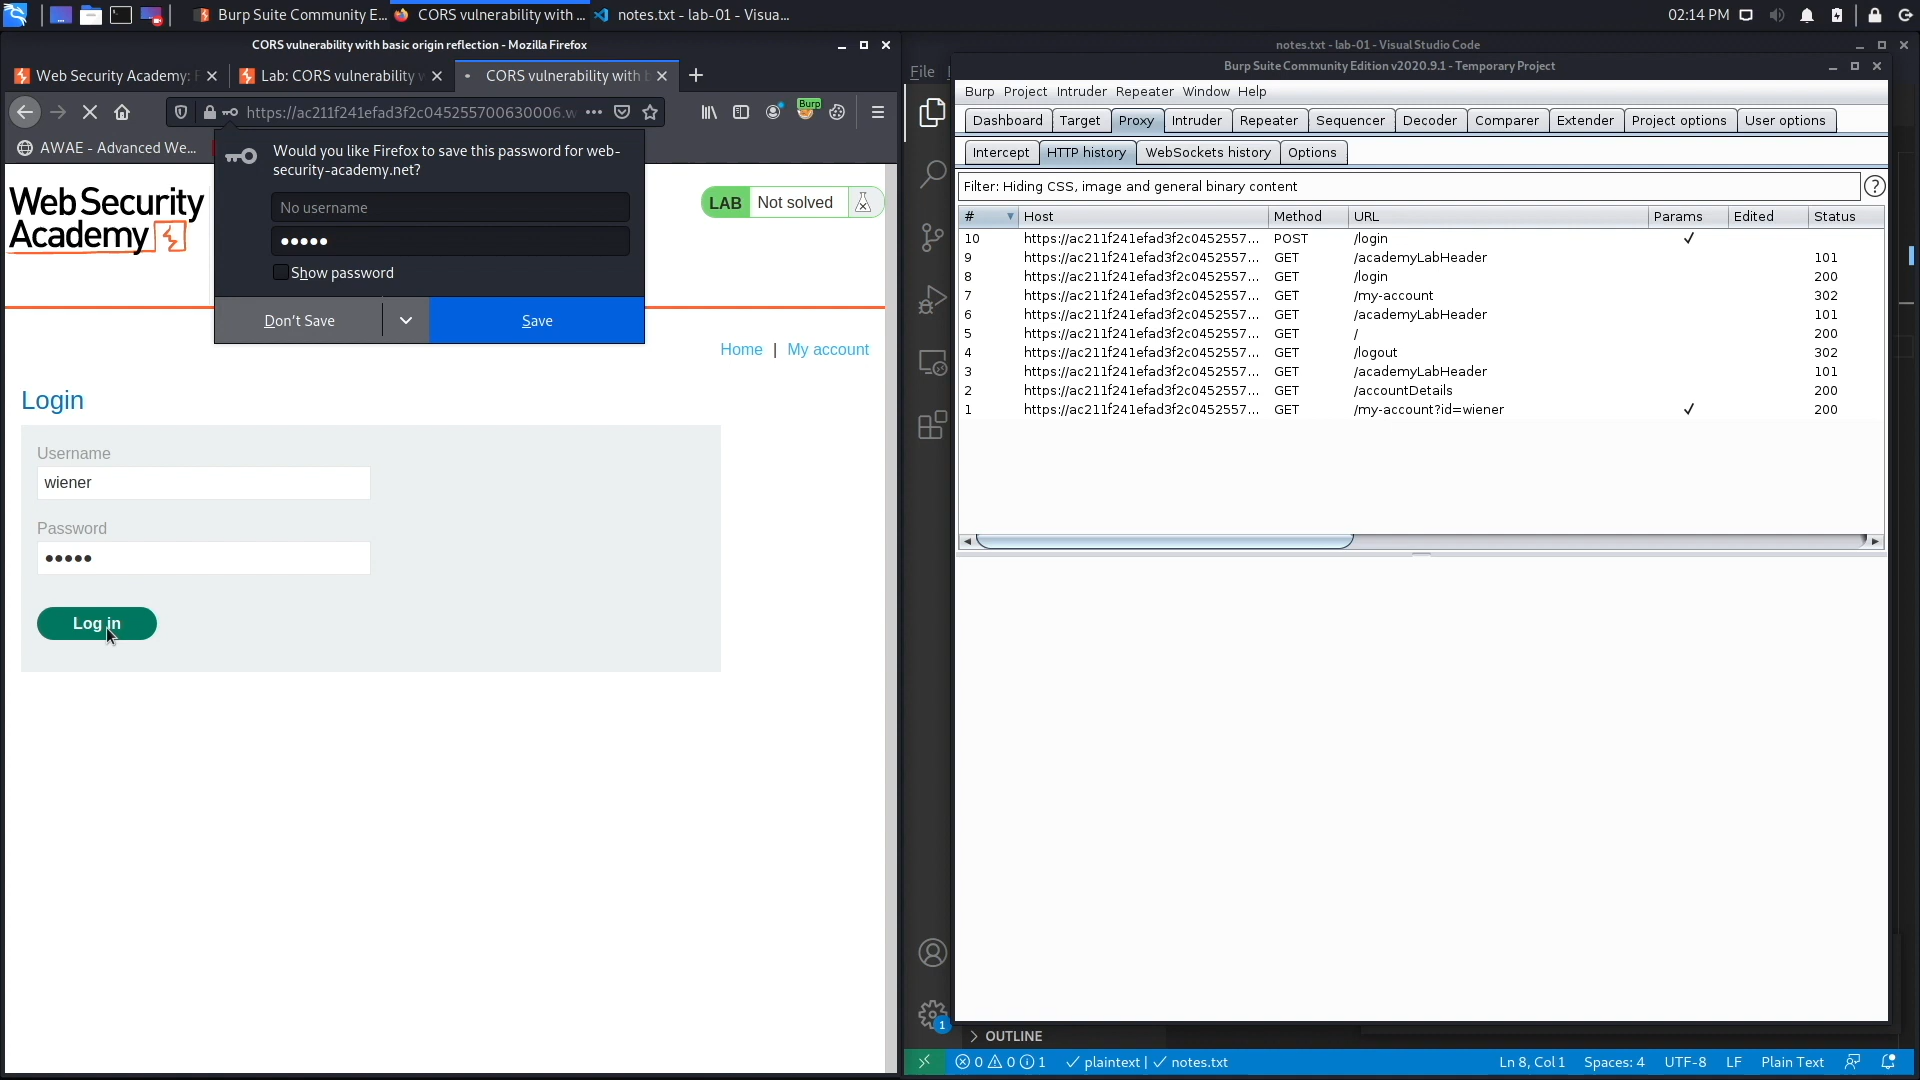 Burp Suite Community E...
CORS vulnerability with ...
notes.txt - lab-01 - Visua...
02:14 PM
CORS vulnerability with basic origin reflection - Mozilla Firefox
Web Security Academy:
Lab: CORS vulnerability
CORS vulnerability with
https://ac211f241efad3f2c045255700630006.w
Burp
AWAE - Advanced We...
Would you like Firefox to save this password for web-
security-academy.net?
No username
●●●●●
Show password
Don't Save
Save
Web Security
Academy
LAB Not solved
Home | My account
Login
Username
wiener
Password
●●●●●
Log in
notes.txt - lab-01 - Visual Studio Code
File
Burp Suite Community Edition v2020.9.1 - Temporary Project
Burp Project Intruder Repeater Window Help
Dashboard Target Proxy Intruder Repeater Sequencer Decoder Comparer Extender Project options User options
Intercept HTTP history WebSockets history Options
Filter: Hiding CSS, image and general binary content
?
# Host Method URL Params Edited Status
10 https://ac211f241efad3f2c0452557... POST /login ✓
9 https://ac211f241efad3f2c0452557... GET /academyLabHeader 101
8 https://ac211f241efad3f2c0452557... GET /login 200
7 https://ac211f241efad3f2c0452557... GET /my-account 302
6 https://ac211f241efad3f2c0452557... GET /academyLabHeader 101
5 https://ac211f241efad3f2c0452557... GET / 200
4 https://ac211f241efad3f2c0452557... GET /logout 302
3 https://ac211f241efad3f2c0452557... GET /academyLabHeader 101
2 https://ac211f241efad3f2c0452557... GET /accountDetails 200
1 https://ac211f241efad3f2c0452557... GET /my-account?id=wiener ✓ 200
1
OUTLINE
0 0 1 ✓ plaintext | ✓ notes.txt
Ln 8, Col 1 Spaces: 4 UTF-8 LF Plain Text